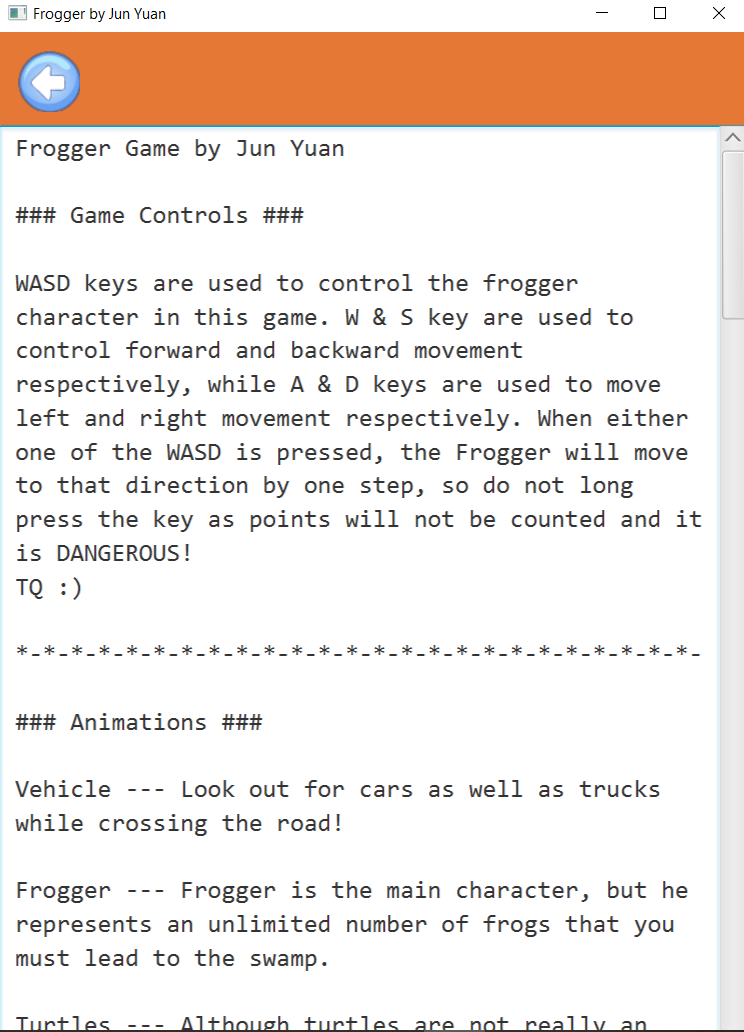 Frogger by Jun Yuan
Frogger Game by Jun Yuan
### Game Controls ###
WASD keys are used to control the frogger
character in this game. W & S key are used to
control forward and backward movement
respectively, while A & D keys are used to move
left and right movement respectively. When either
one of the WASD is pressed, the Frogger will move
to that direction by one step, so do not long
press the key as points will not be counted and it
is DANGEROUS!
TQ :)
*-*-*-*-*-*-*-*-*-*-*-*-*-*-*-*-*-*-*-*-*-*-*-*-*-
### Animations ###
Vehicle --- Look out for cars as well as trucks
while crossing the road!
Frogger --- Frogger is the main character, but he
represents an unlimited number of frogs that you
must lead to the swamp.
Turtles --- Although turtles are not really an